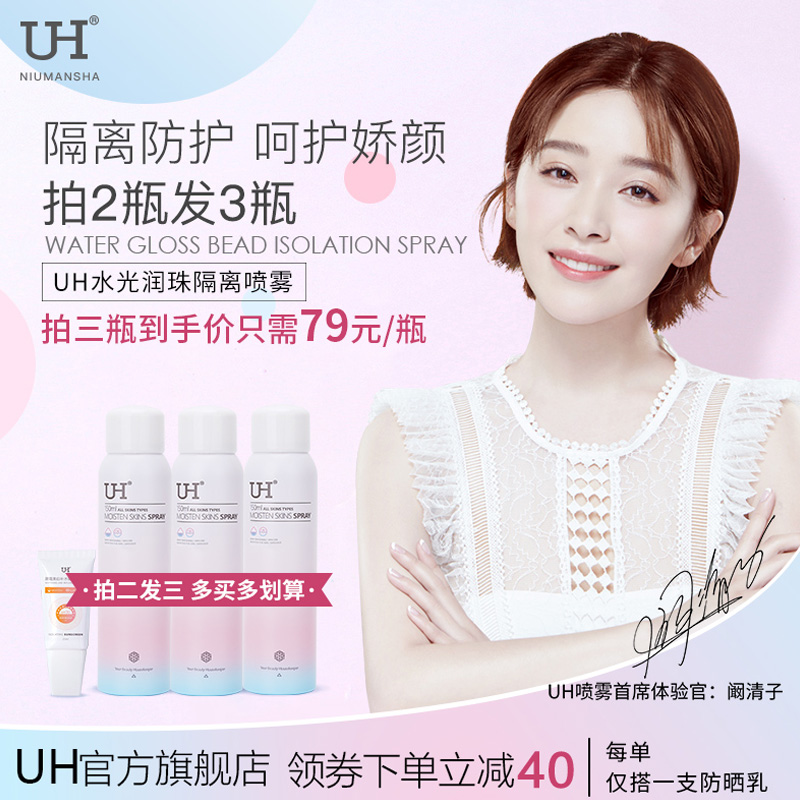 UH®
NIUMANSHA
隔离防护 呵护娇颜
拍2瓶发3瓶
WATER GLOSS BEAD ISOLATION SPRAY
UH水光润珠隔离喷雾
拍三瓶到手价只需79元/瓶
UH®
150ml ALL SKINS TYPES
MOISTEN SKINS SPRAY
UH®
150ml ALL SKINS TYPES
MOISTEN SKINS SPRAY
UH®
150ml ALL SKINS TYPES
MOISTEN SKINS SPRAY
UH
·拍二发三 多买多划算·
阚清子
UH喷雾首席体验官：阚清子
UH官方旗舰店 领券下单立减40
每单
仅搭一支防晒乳